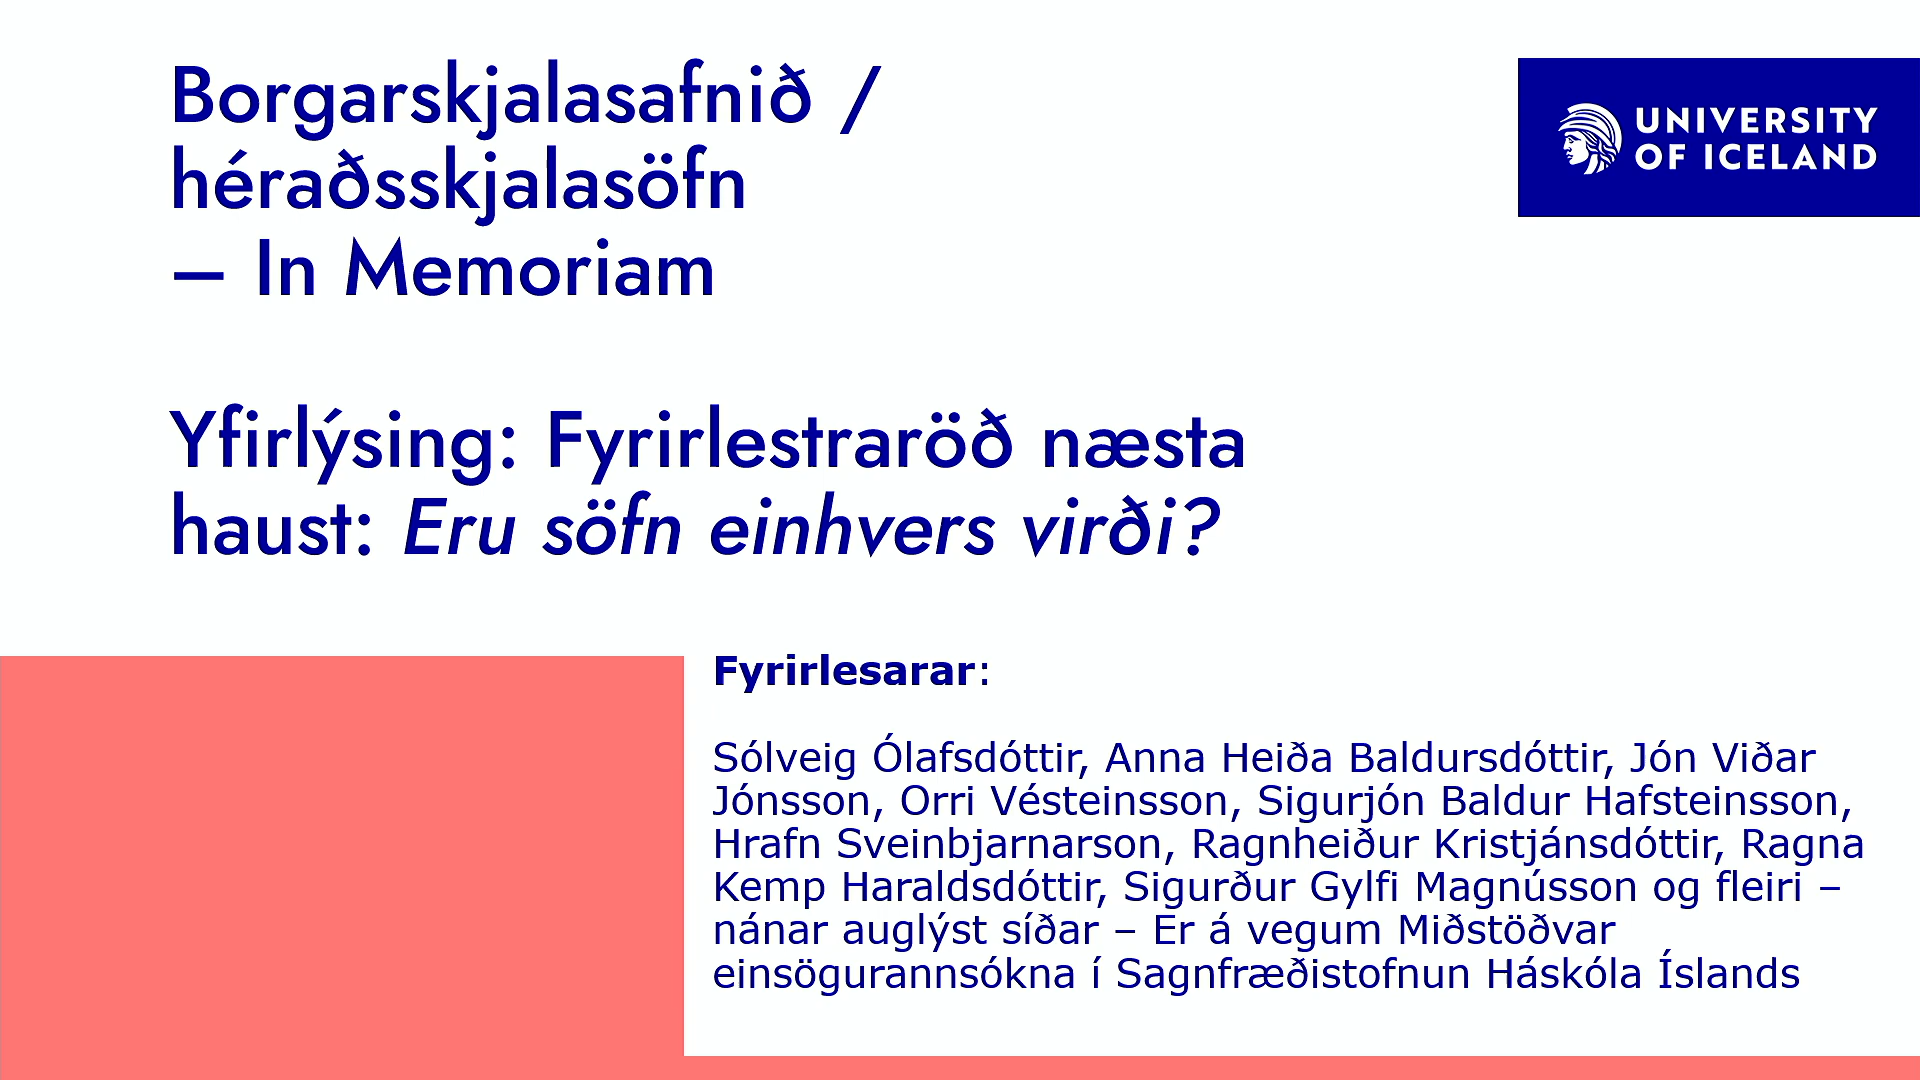 Borgarskjalasafnið /
héraðsskjalasöfn
– In Memoriam
UNIVERSITY
OF ICELAND
Yfirlýsing: Fyrirlestraröð næsta
haust: Eru söfn einhvers virði?
Fyrirlesarar:
Sólveig Ólafsdóttir, Anna Heiða Baldursdóttir, Jón Viðar
Jónsson, Orri Vésteinsson, Sigurjón Baldur Hafsteinsson,
Hrafn Sveinbjarnarson, Ragnheiður Kristjánsdóttir, Ragna
Kemp Haraldsdóttir, Sigurður Gylfi Magnússon og fleiri –
nánar auglýst síðar – Er á vegum Miðstöðvar
einsögurannsókna í Sagnfræðistofnun Háskóla Íslands